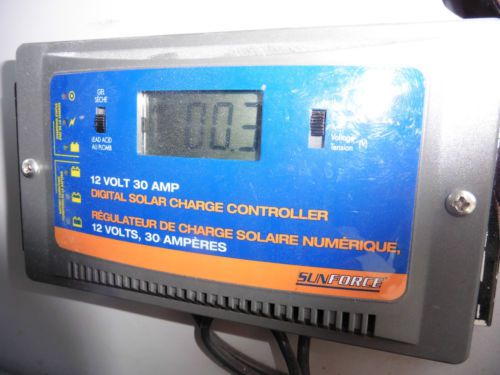 GEL
SÈCHE
LEAD ACID
AU PLOMB
00.3
Voltage
Tension (V)
12 VOLT 30 AMP
DIGITAL SOLAR CHARGE CONTROLLER
RÉGULATEUR DE CHARGE SOLAIRE NUMÉRIQUE,
12 VOLTS, 30 AMPÈRES
SUNFORCE